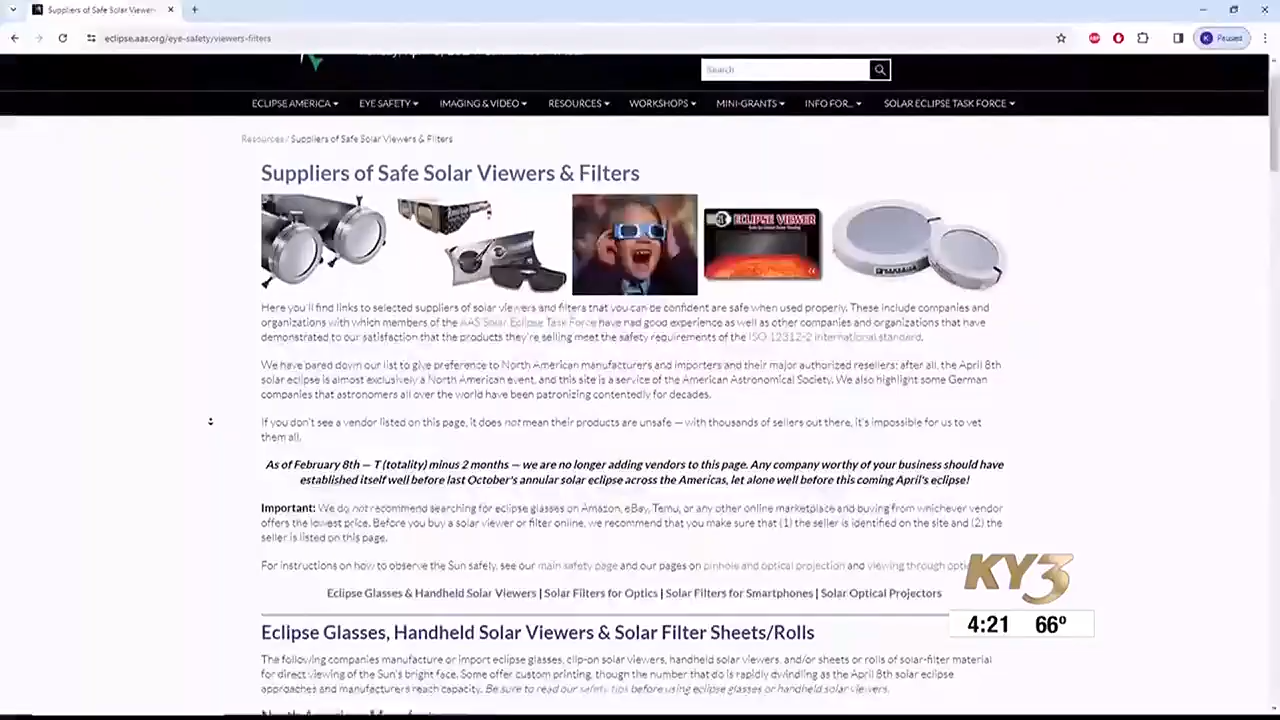 Suppliers of Safe Solar Viewer
eclipse.aas.org/eye-safety/viewers-filters
K Paused
Search
ECLIPSE AMERICA EYE SAFETY IMAGING & VIDEO RESOURCES WORKSHOPS MINI-GRANTS INFO FOR... SOLAR ECLIPSE TASK FORCE
Resources / Suppliers of Safe Solar Viewers & Filters
Suppliers of Safe Solar Viewers & Filters
ECLIPSE VIEWER
Here you'll find links to selected suppliers of solar viewers and filters that you can be confident are safe when used properly. These include companies and
organizations with which members of the AAS Solar Eclipse Task Force have had good experience as well as other companies and organizations that have
demonstrated to our satisfaction that the products they're selling meet the safety requirements of the ISO 12312-2 international standard.
We have pared down our list to give preference to North American manufacturers and importers and their major authorized resellers; after all, the April 8th
solar eclipse is almost exclusively a North American event, and this site is a service of the American Astronomical Society. We also highlight some German
companies that astronomers all over the world have been patronizing contentedly for decades.
If you don't see a vendor listed on this page, it does not mean their products are unsafe — with thousands of sellers out there, it's impossible for us to vet
them all.
As of February 8th — T (totality) minus 2 months — we are no longer adding vendors to this page. Any company worthy of your business should have
established itself well before last October's annular solar eclipse across the Americas, let alone well before this coming April's eclipse!
Important: We do not recommend searching for eclipse glasses on Amazon, eBay, Temu, or any other online marketplace and buying from whichever vendor
offers the lowest price. Before you buy a solar viewer or filter online, we recommend that you make sure that (1) the seller is identified on the site and (2) the
seller is listed on this page.
For instructions on how to observe the Sun safely, see our main safety page and our pages on pinhole and optical projection and viewing through
Eclipse Glasses & Handheld Solar Viewers | Solar Filters for Optics | Solar Filters for Smartphones | Solar Optical Projectors
KY3
4:21 66°
Eclipse Glasses, Handheld Solar Viewers & Solar Filter Sheets/Rolls
The following companies manufacture or import eclipse glasses, clip-on solar viewers, handheld solar viewers, and/or sheets or rolls of solar-filter material
for direct viewing of the Sun's bright face. Some offer custom printing, though the number that do is rapidly dwindling as the April 8th solar eclipse
approaches and manufacturers reach capacity. Be sure to read our safety tips before using eclipse glasses or handheld solar viewers.